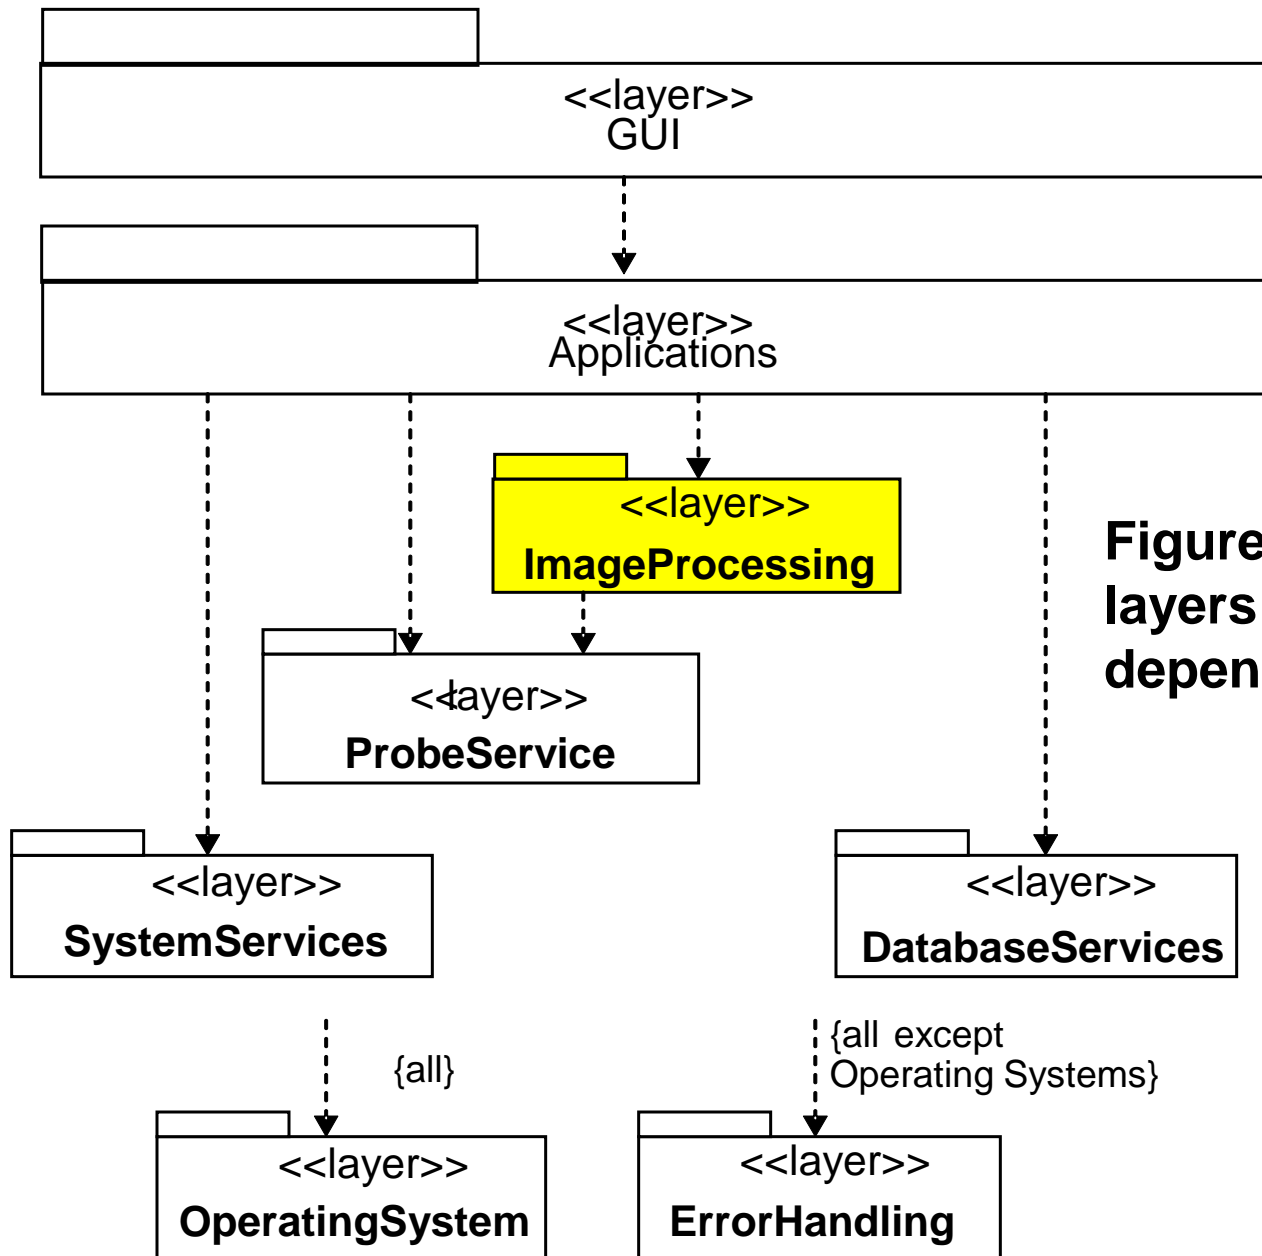 <<layer>>
GUI
<<layer>>
Applications
<<layer>>
ImageProcessing
Figure
layers
depen
<<layer>>
ProbeService
<<layer>>
SystemServices
<<layer>>
DatabaseServices
{all}
{all except
Operating Systems}
<<layer>>
OperatingSystem
<<layer>>
ErrorHandling